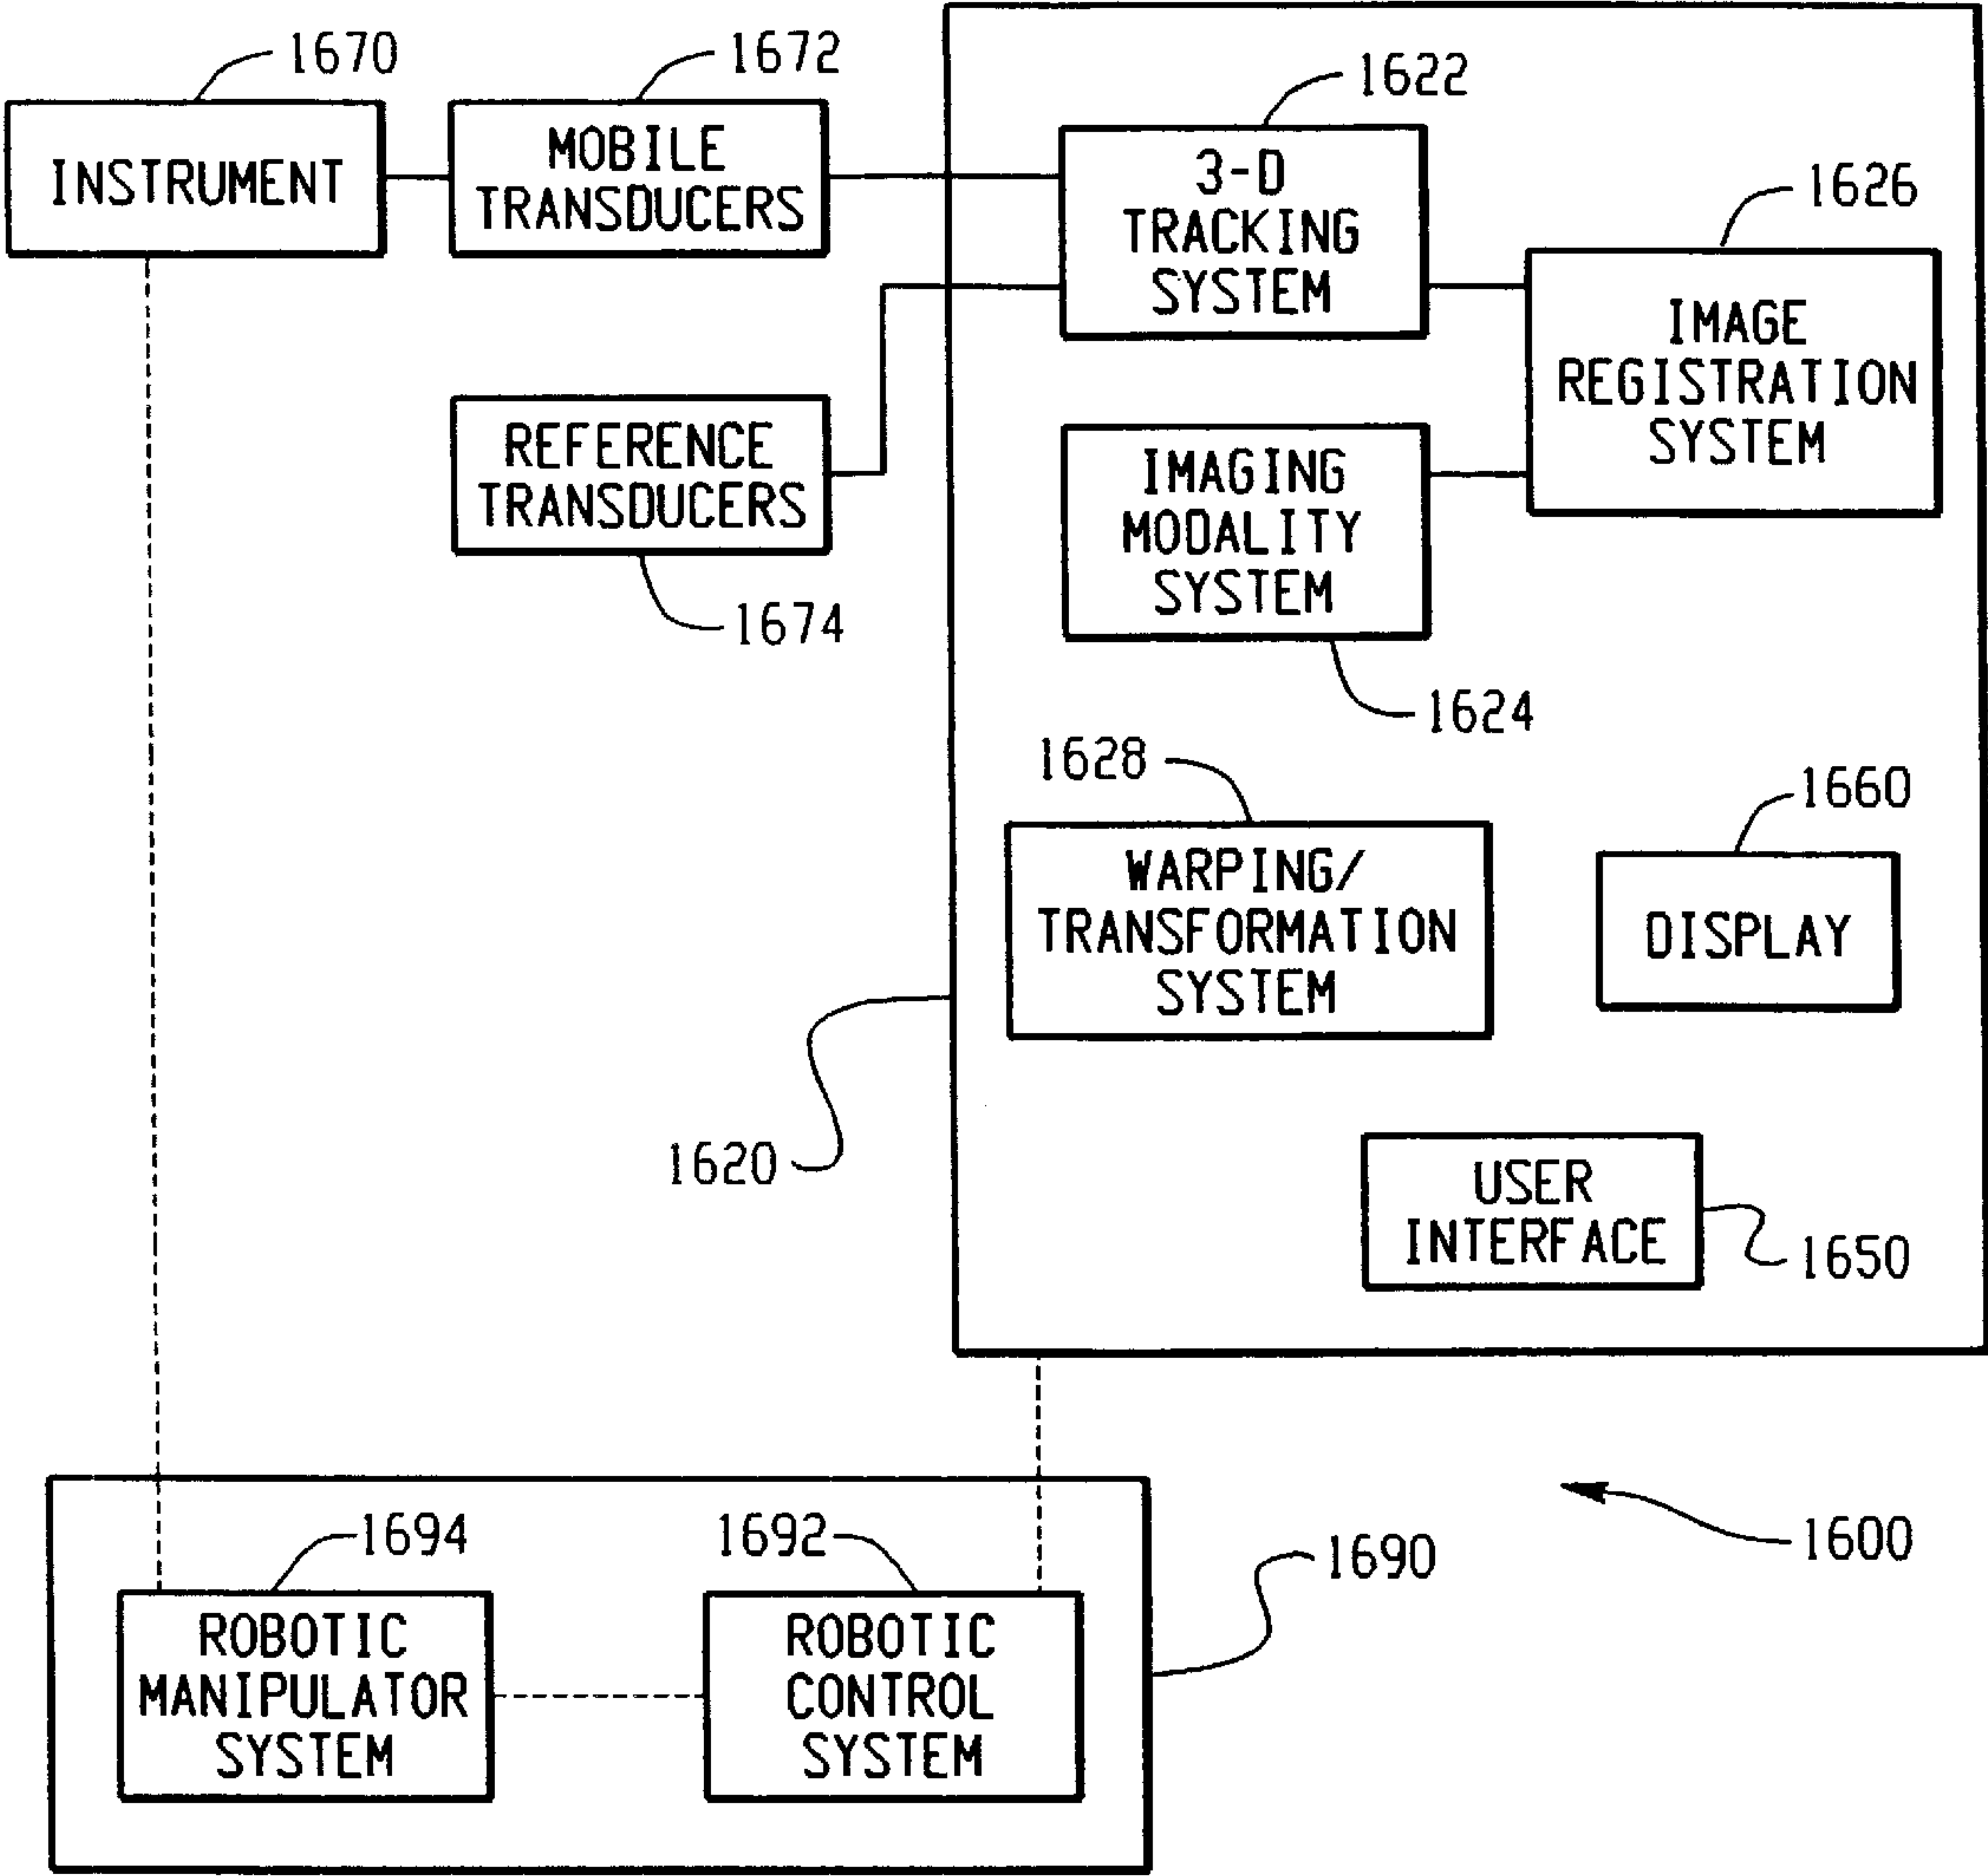 1670
1672
1622
INSTRUMENT
MOBILE
TRANSDUCERS
3-D
TRACKING
SYSTEM
1626
IMAGE
REGISTRATION
SYSTEM
REFERENCE
TRANSDUCERS
1674
IMAGING
MODALITY
SYSTEM
1624
1628
1660
WARPING/
TRANSFORMATION
SYSTEM
DISPLAY
1620
USER
INTERFACE
1650
1694
1692
1690
1600
ROBOTIC
MANIPULATOR
SYSTEM
ROBOTIC
CONTROL
SYSTEM